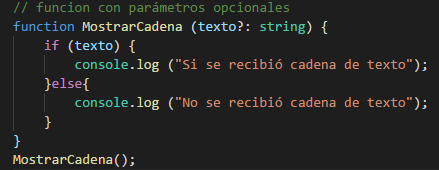 // funcion con parámetros opcionales
function MostrarCadena (texto?: string) {
    if (texto) {
        console.log ("Si se recibió cadena de texto");
    }else{
        console.log ("No se recibió cadena de texto");
    }
}
MostrarCadena();